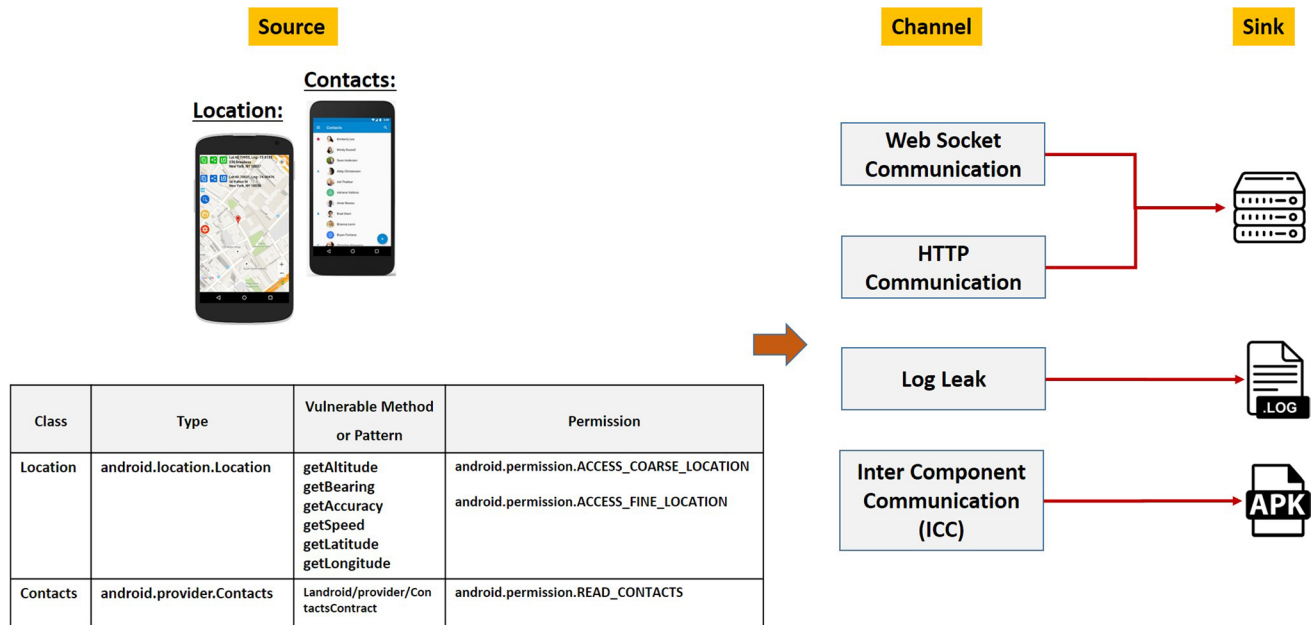 Source
Channel
Sink
Contacts:
Location:
Contacts
Web Socket
Communication
HTTP
Communication
Log Leak
.LOG
Inter Component
Communication
(ICC)
APK
Class
Type
Vulnerable Method
or Pattern
Permission
Location
android.location.Location
getAltitude
getBearing
getAccuracy
getSpeed
getLatitude
getLongitude
android.permission.ACCESS_COARSE_LOCATION
android.permission.ACCESS_FINE_LOCATION
Contacts
android.provider.Contacts
Landroid/provider/Con
tactsContract
android.permission.READ_CONTACTS